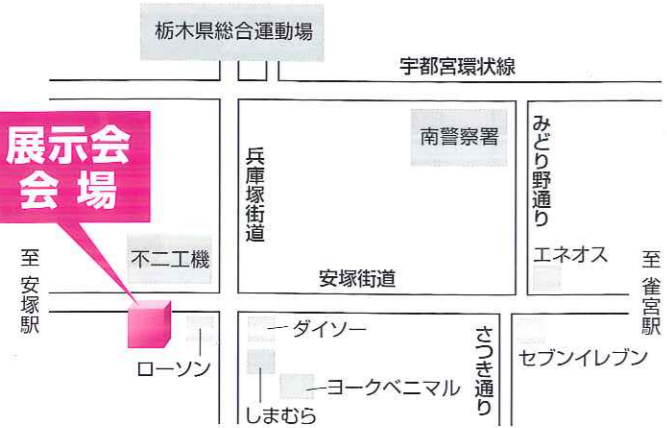 栃木県総合運動場
宇都宮環状線
展示会
会場
南警察署
みどり野通り
兵庫塚街道
不二工機
エネオス
至 安塚駅
安塚街道
至 雀宮駅
ダイソー
さつき通り
セブンイレブン
ローソン
ヨークベニマル
しまむら